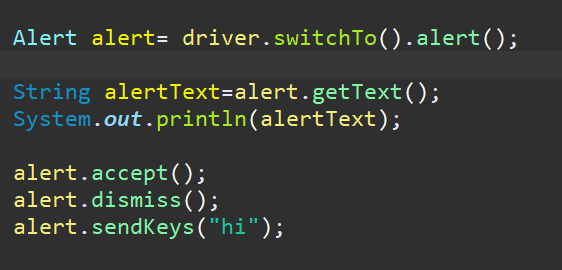 Alert alert= driver.switchTo().alert();
String alertText=alert.getText();
System.out.println(alertText);
alert.accept();
alert.dismiss();
alert.sendKeys("hi");